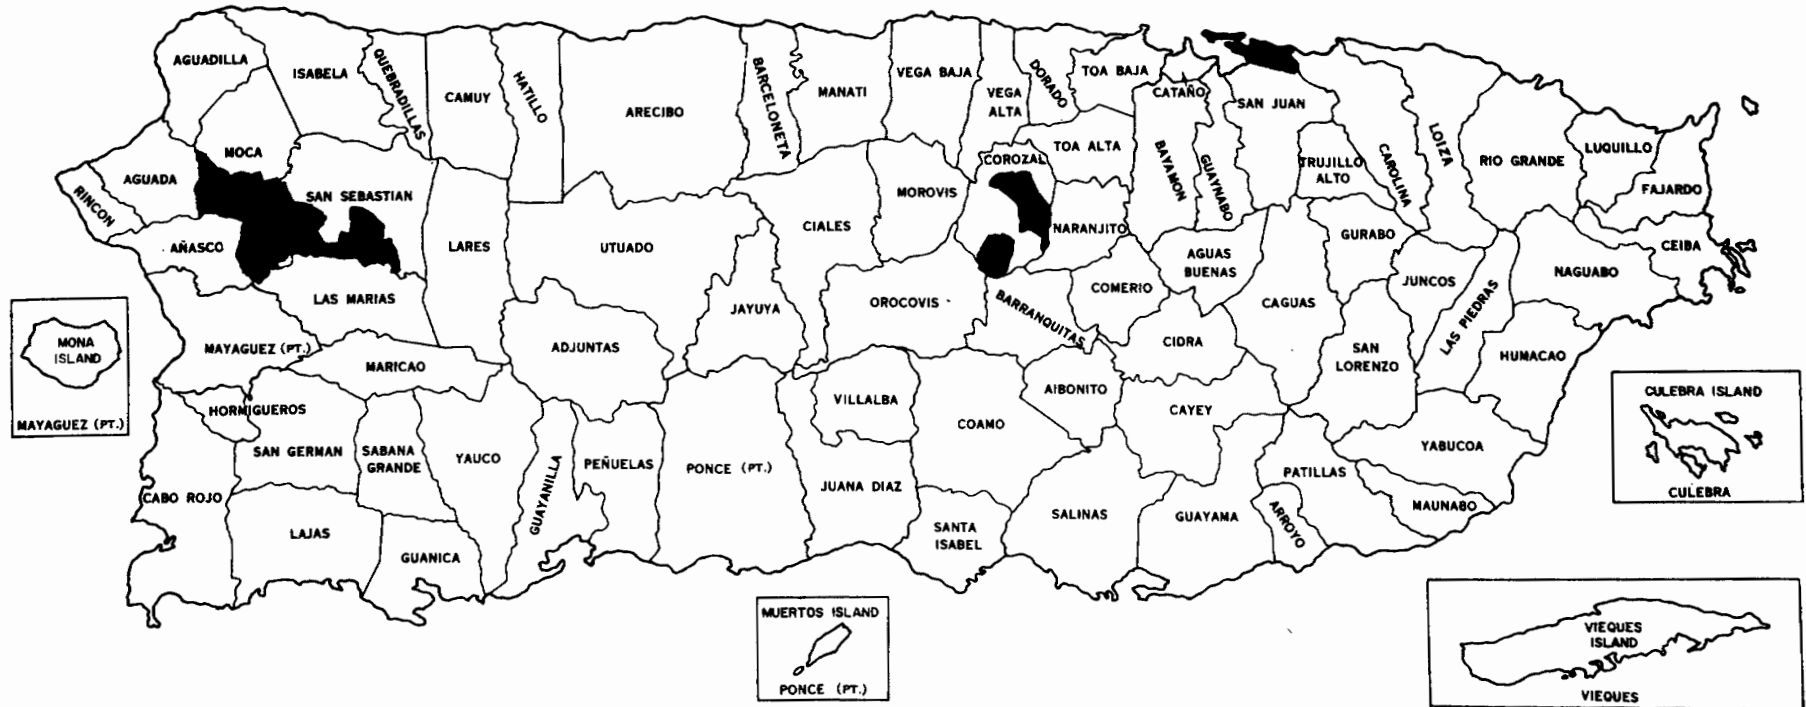 AGUADILLA
ISABELA
QUEBRADILLAS
CAMUY
HATILLO
ARECIBO
BARCELONETA
MANATI
VEGA BAJA
VEGA
ALTA
DORADO
TOA BAJA
CATAÑO
SAN JUAN
MOCA
AGUADA
RINCON
SAN SEBASTIAN
AÑASCO
LARES
UTUADO
CIALES
MOROVIS
COROZAL
TOA ALTA
NARANJITO
BAYAMON
GUAYNABO
TRUJILLO
ALTO
CAROLINA
LOIZA
RIO GRANDE
LUQUILLO
FAJARDO
CEIBA
NAGUABO
GURABO
JUNCOS
LAS PIEDRAS
AGUAS
BUENAS
CAGUAS
COMERIO
BARRANQUITAS
OROCOVIS
JAYUYA
LAS MARIAS
MAYAGUEZ (PT.)
MARICAO
ADJUNTAS
CIDRA
SAN
LORENZO
HUMACAO
MONA
ISLAND
MAYAGUEZ (PT.)
HORMIGUEROS
SAN GERMAN
SABANA
GRANDE
YAUCO
GUAYANILLA
PEÑUELAS
PONCE (PT.)
VILLALBA
JUANA DIAZ
COAMO
AIBONITO
CAYEY
YABUCOA
PATILLAS
MAUNABO
ARROYO
GUAYAMA
SALINAS
SANTA
ISABEL
CABO ROJO
LAJAS
GUANICA
CULEBRA ISLAND
CULEBRA
MUERTOS ISLAND
PONCE (PT.)
VIEQUES
ISLAND
VIEQUES